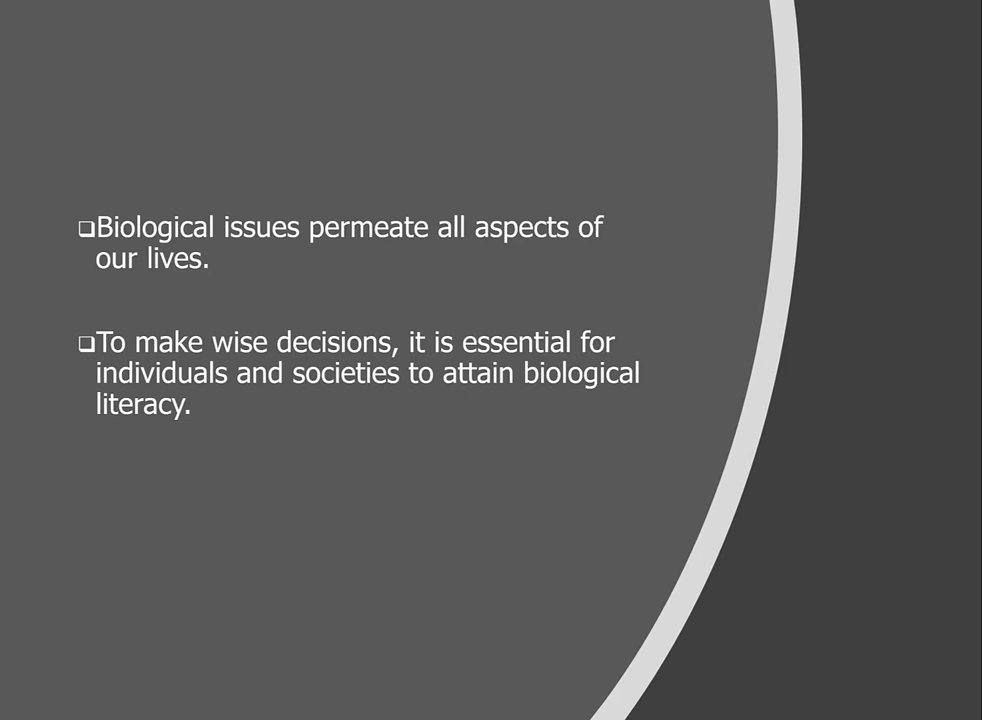 ❑Biological issues permeate all aspects of
our lives.
❑To make wise decisions, it is essential for
individuals and societies to attain biological
literacy.